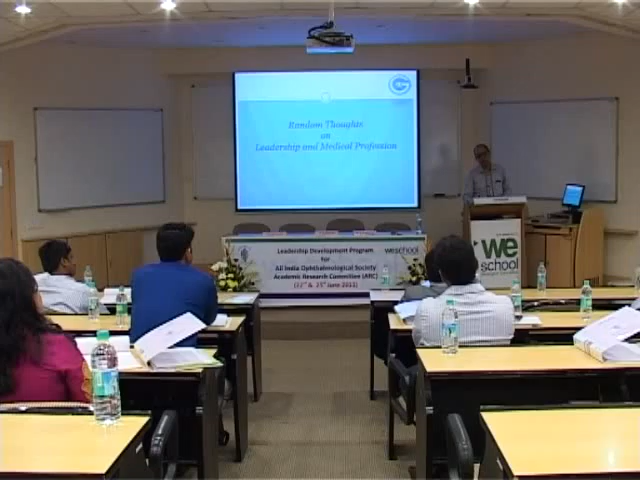 Random Thoughts
on
Leadership and Medical Profession
Leadership Development Program
for
weschool
All India Ophthalmological Society
Academic Research Committee (ARC)
we
school